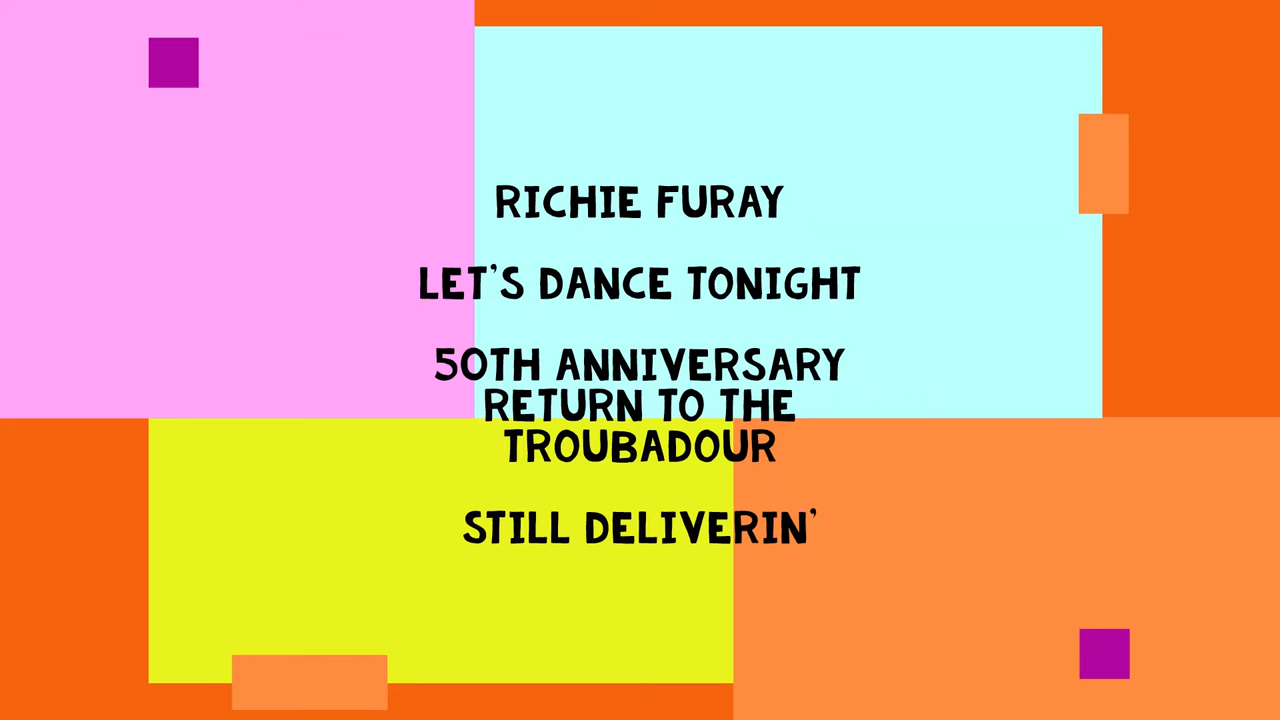 RICHIE FURAY
LET'S DANCE TONIGHT
50TH ANNIVERSARY
RETURN TO THE
TROUBADOUR
STILL DELIVERIN'